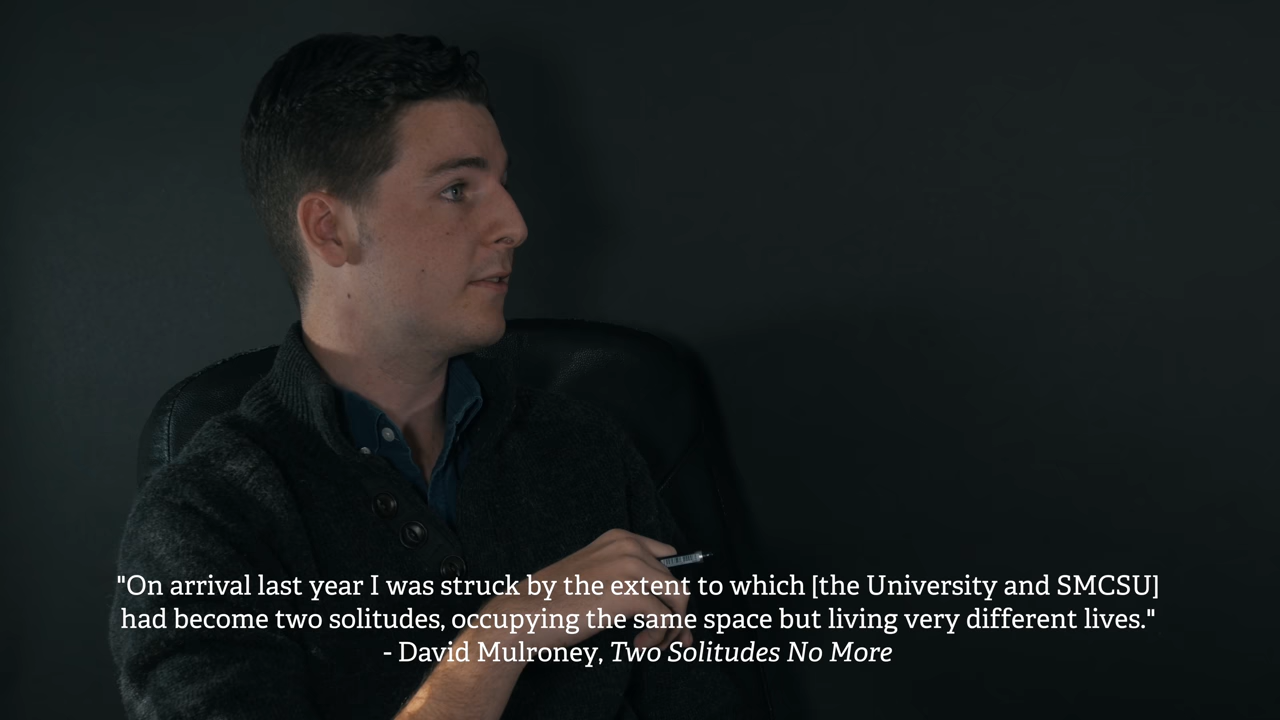 "On arrival last year I was struck by the extent to which [the University and SMCSU]
had become two solitudes, occupying the same space but living very different lives."
- David Mulroney, Two Solitudes No More